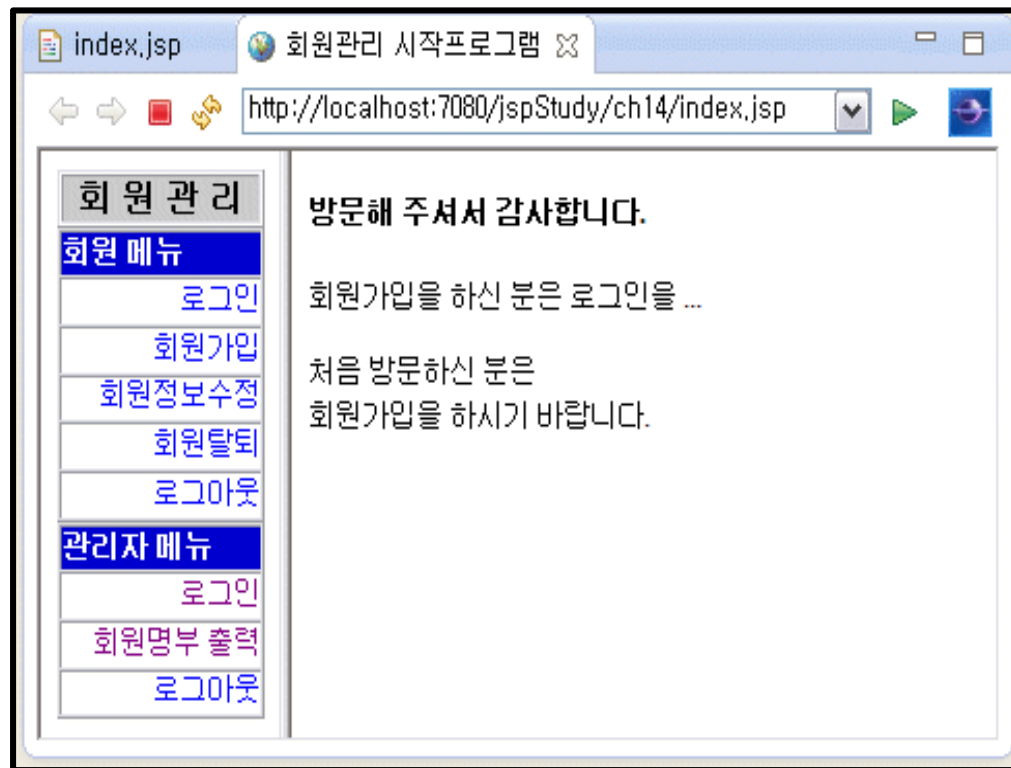 index.jsp
회원관리 시작프로그램
http://localhost:7080/jspStudy/ch14/index.jsp
회 원 관 리
회원 메뉴
로그인
회원가입
회원정보수정
회원탈퇴
로그아웃
관리자 메뉴
로그인
회원명부 출력
로그아웃
방문해 주셔서 감사합니다.
회원가입을 하신 분은 로그인을 ...
처음 방문하신 분은
회원가입을 하시기 바랍니다.